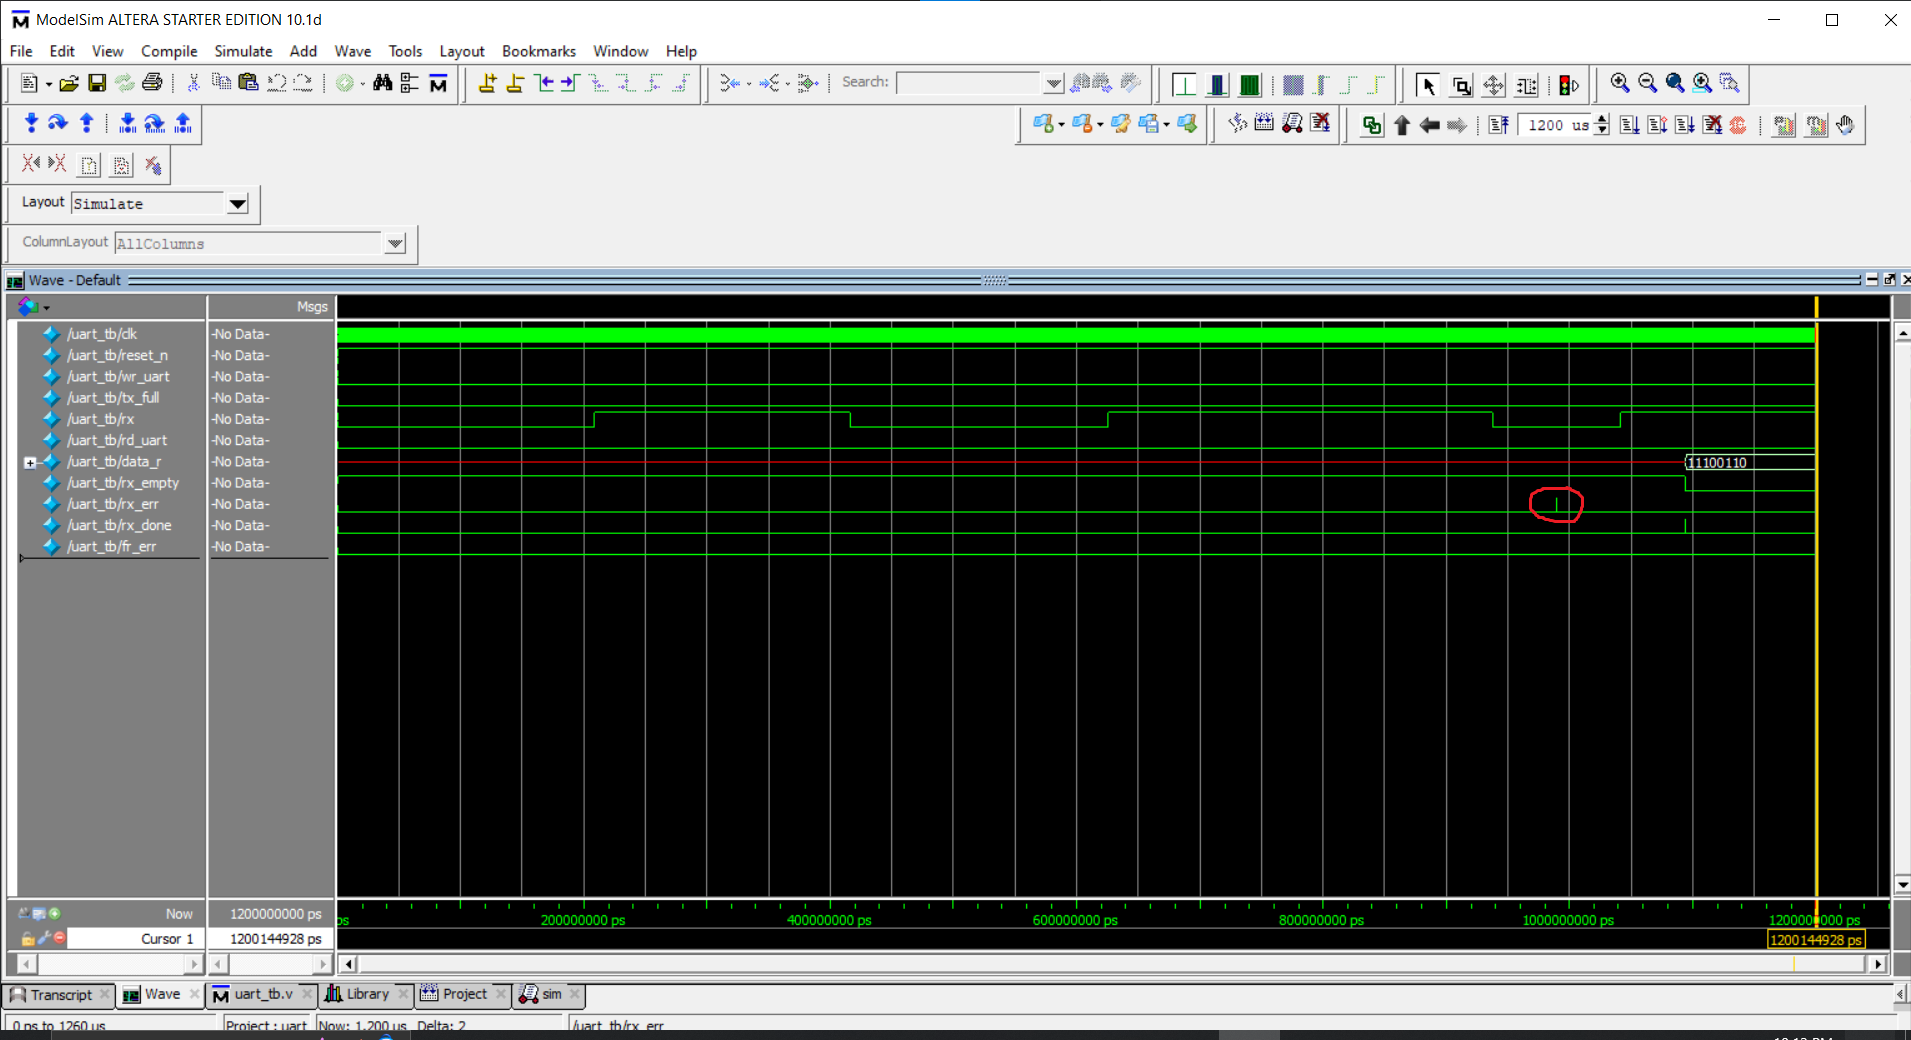 ModelSim ALTERA STARTER EDITION 10.1d
File Edit View Compile Simulate Add Wave Tools Layout Bookmarks Window Help
Search:
1200 us
Layout Simulate
ColumnLayout AllColumns
Wave - Default
Msgs
/uart_tb/clk -No Data-
/uart_tb/reset_n -No Data-
/uart_tb/wr_uart -No Data-
/uart_tb/tx_full -No Data-
/uart_tb/rx -No Data-
/uart_tb/rd_uart -No Data-
/uart_tb/data_r -No Data- 11100110
/uart_tb/rx_empty -No Data-
/uart_tb/rx_err -No Data-
/uart_tb/rx_done -No Data-
/uart_tb/fr_err -No Data-
Now 1200000000 ps ps 200000000 ps 400000000 ps 600000000 ps 800000000 ps 1000000000 ps 1200000000 ps
Cursor 1 1200144928 ps 1200144928 ps
Transcript Wave uart_tb.v Library Project sim
0 ps to 1260 us Project : uart Now: 1,200 us Delta: 2 /uart_tb/rx_err